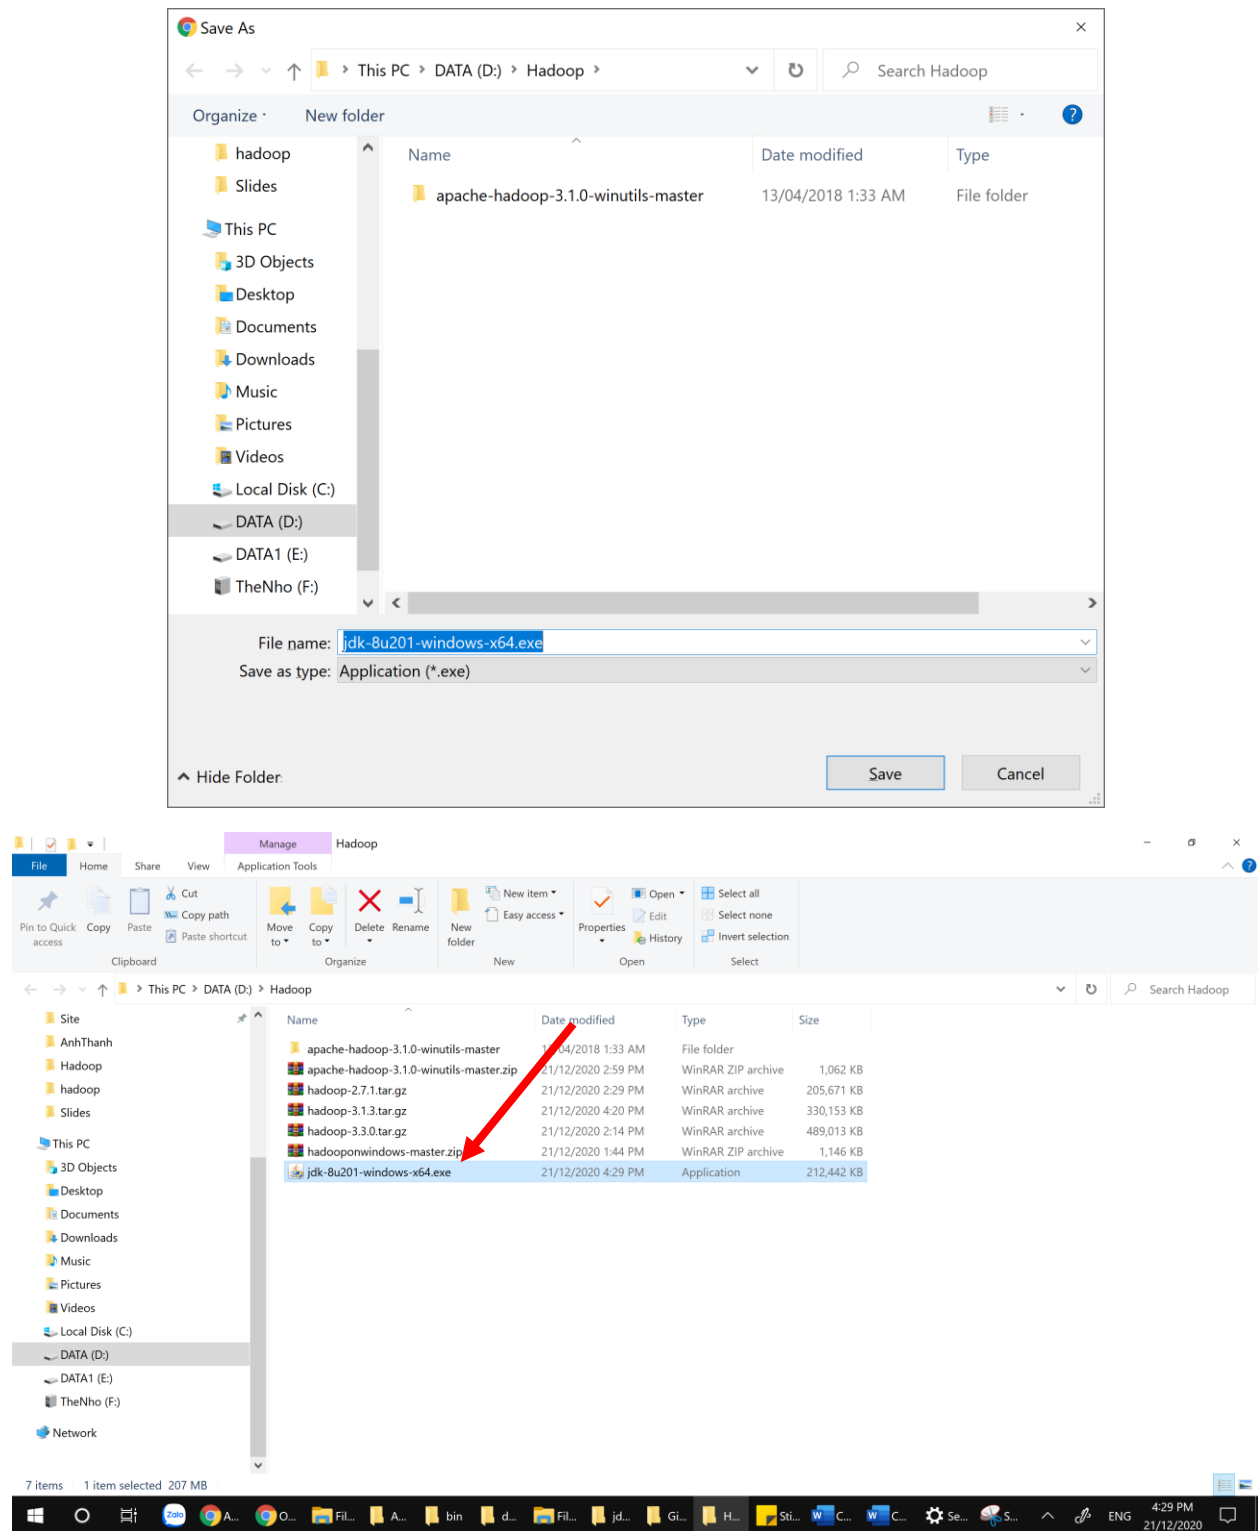 Save As
This PC > DATA (D:) > Hadoop >
Search Hadoop
Organize
New folder
?
hadoop
Slides
This PC
3D Objects
Desktop
Documents
Downloads
Music
Pictures
Videos
Local Disk (C:)
DATA (D:)
DATA1 (E:)
TheNho (F:)
Name Date modified Type
apache-hadoop-3.1.0-winutils-master 13/04/2018 1:33 AM File folder
File name: jdk-8u201-windows-x64.exe
Save as type: Application (*.exe)
Hide Folder
Save Cancel
Manage Hadoop
File Home Share View Application Tools
?
Pin to Quick access
Copy
Paste
Cut
Copy path
Paste shortcut
Clipboard
Move to
Copy to
Delete
Rename
Organize
New folder
New item
Easy access
New
Properties
Open
Edit
History
Open
Select all
Select none
Invert selection
Select
> This PC > DATA (D:) > Hadoop
Search Hadoop
Site
AnhThanh
Hadoop
hadoop
Slides
This PC
3D Objects
Desktop
Documents
Downloads
Music
Pictures
Videos
Local Disk (C:)
DATA (D:)
DATA1 (E:)
TheNho (F:)
Network
Name Date modified Type Size
apache-hadoop-3.1.0-winutils-master /04/2018 1:33 AM File folder
apache-hadoop-3.1.0-winutils-master.zip 21/12/2020 2:59 PM WinRAR ZIP archive 1,062 KB
hadoop-2.7.1.tar.gz 21/12/2020 2:29 PM WinRAR archive 205,671 KB
hadoop-3.1.3.tar.gz 21/12/2020 4:20 PM WinRAR archive 330,153 KB
hadoop-3.3.0.tar.gz 21/12/2020 2:14 PM WinRAR archive 489,013 KB
hadooponwindows-master.zip 21/12/2020 1:44 PM WinRAR ZIP archive 1,146 KB
jdk-8u201-windows-x64.exe 21/12/2020 4:29 PM Application 212,442 KB
7 items 1 item selected 207 MB
Zalo A... O... Fil... A... bin d... Fil... jd... Gi... H... Sti... W C... W C... Se... S... ENG
4:29 PM
21/12/2020